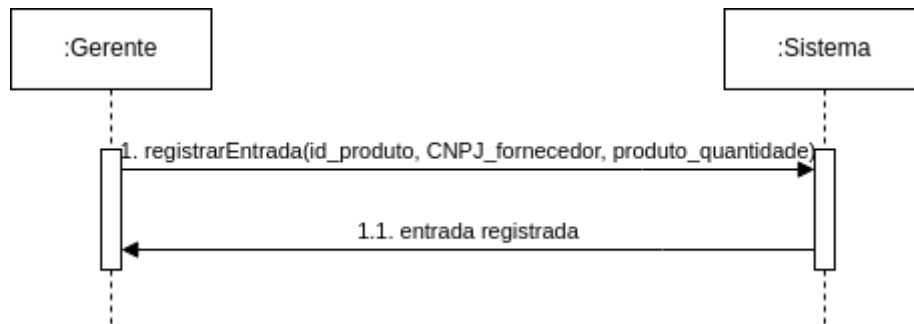 :Gerente
:Sistema
1. registrarEntrada(id_produto, CNPJ_fornecedor, produto_quantidade)
1.1. entrada registrada